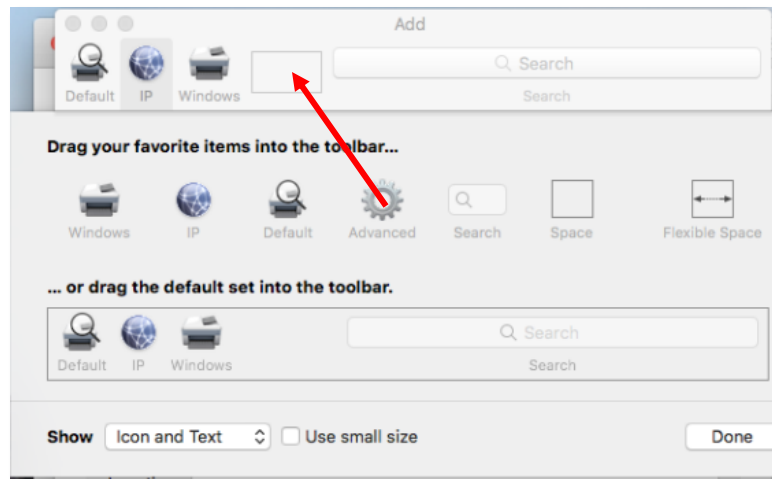 Add
Default IP Windows Search
Search
Drag your favorite items into the toolbar...
Windows IP Default Advanced Search Space Flexible Space
... or drag the default set into the toolbar.
Search
Default IP Windows Search
Show Icon and Text Use small size Done